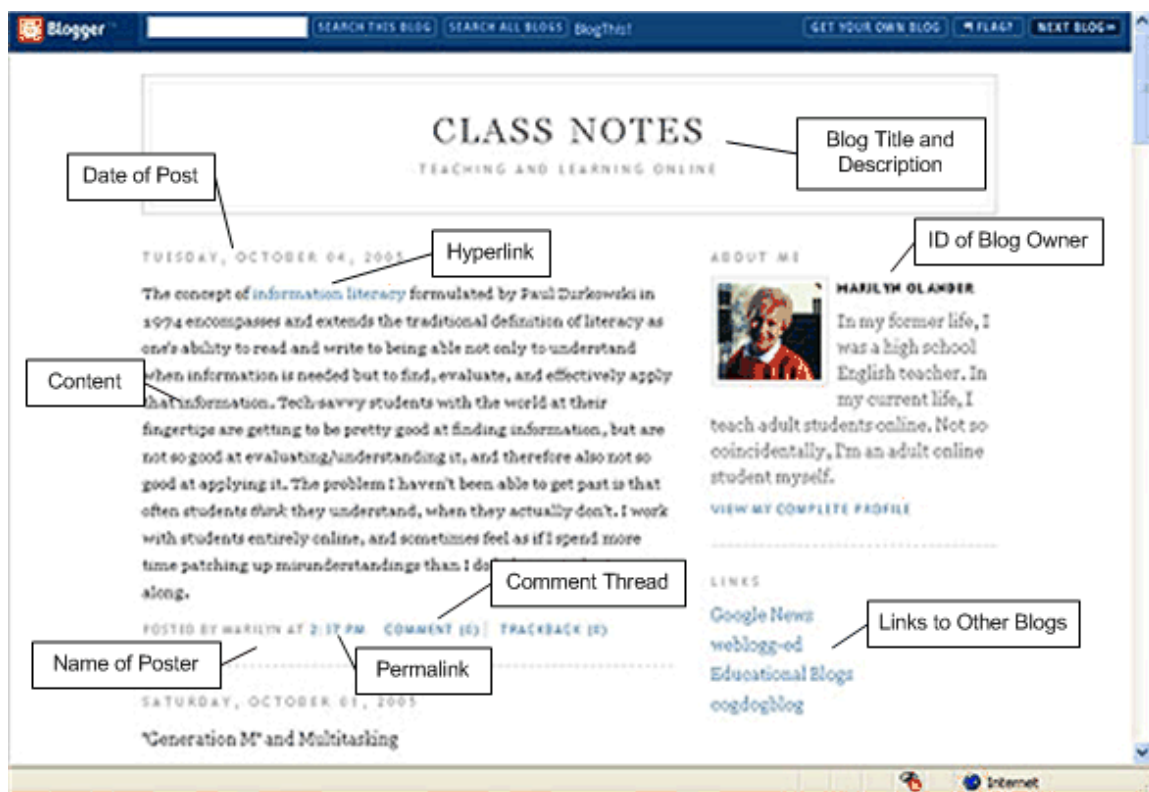 Blogger
SEARCH THIS BLOG SEARCH ALL BLOGS BlogThis!
GET YOUR OWN BLOG FLAG? NEXT BLOG»
CLASS NOTES
TEACHING AND LEARNING ONLINE
Blog Title and
Description
Date of Post
TUESDAY, OCTOBER 04, 2005
Hyperlink
The concept of information literacy formulated by Paul Zurkowski in
1974 encompasses and extends the traditional definition of literacy as
one's ability to read and write to being able not only to understand
when information is needed but to find, evaluate, and effectively apply
that information. Tech-savvy students with the world at their
fingertips are getting to be pretty good at finding information, but are
not so good at evaluating/understanding it, and therefore also not so
good at applying it. The problem I haven't been able to get past is that
often students think they understand, when they actually don't. I work
with students entirely online, and sometimes feel as if I spend more
time patching up misunderstandings than I do
along.
Content
Comment Thread
POSTED BY MARILYN AT 2:17 PM COMMENT (0) TRACKBACK (0)
Name of Poster
Permalink
SATURDAY, OCTOBER 01, 2005
"Generation M" and Multitasking
ID of Blog Owner
ABOUT ME
MARILYN OLANDER
In my former life, I
was a high school
English teacher. In
my current life, I
teach adult students online. Not so
coincidentally, I'm an adult online
student myself.
VIEW MY COMPLETE PROFILE
LINKS
Google News
weblogg-ed
Educational Blogs
cogdogblog
Links to Other Blogs
Internet